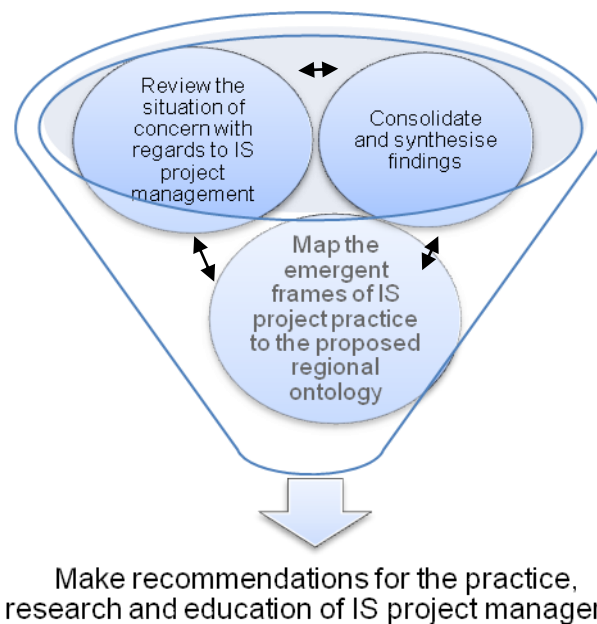 Review the
situation of
concern with
regards to IS
project
management
Consolidate
and synthesise
findings
Map the
emergent
frames of IS
project practice
to the proposed
regional
ontology
Make recommendations for the practice,
research and education of IS project manager